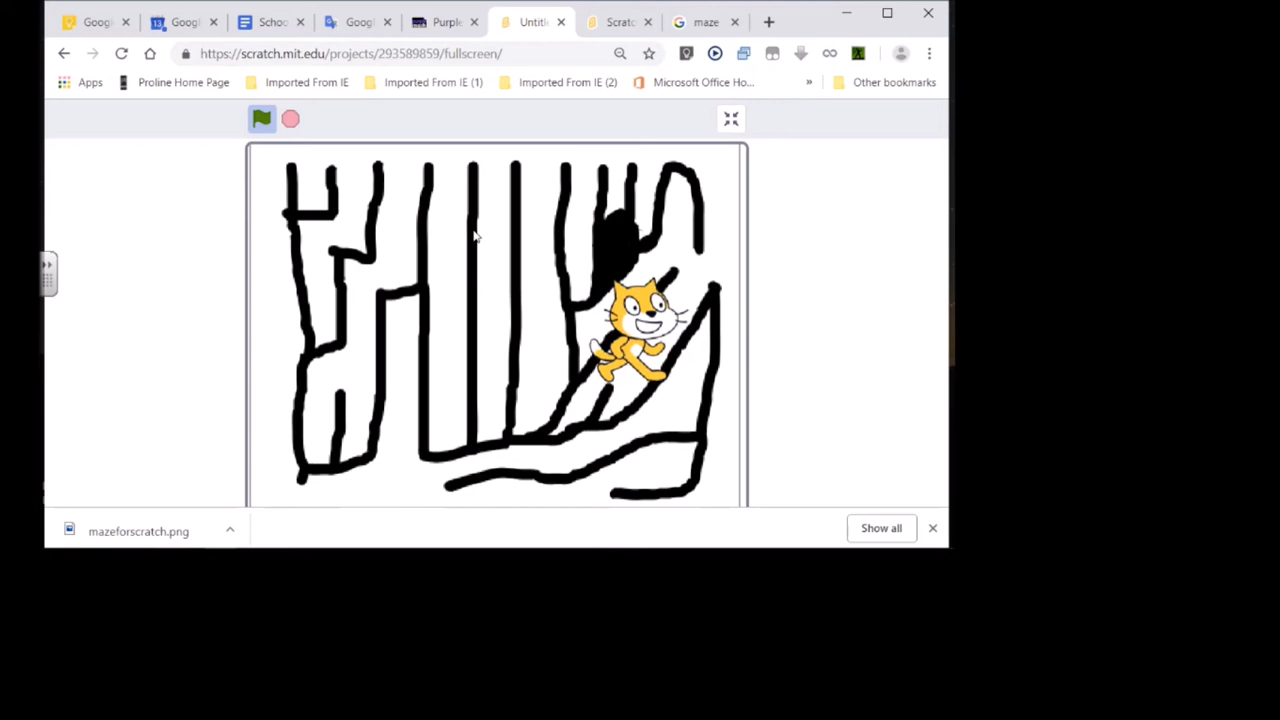 Googl Googl Schoo Googl Purple Untitl Scratc maze
https://scratch.mit.edu/projects/293589859/fullscreen/
Apps Proline Home Page Imported From IE Imported From IE (1) Imported From IE (2) Microsoft Office Ho... » Other bookmarks
mazeforscratch.png Show all